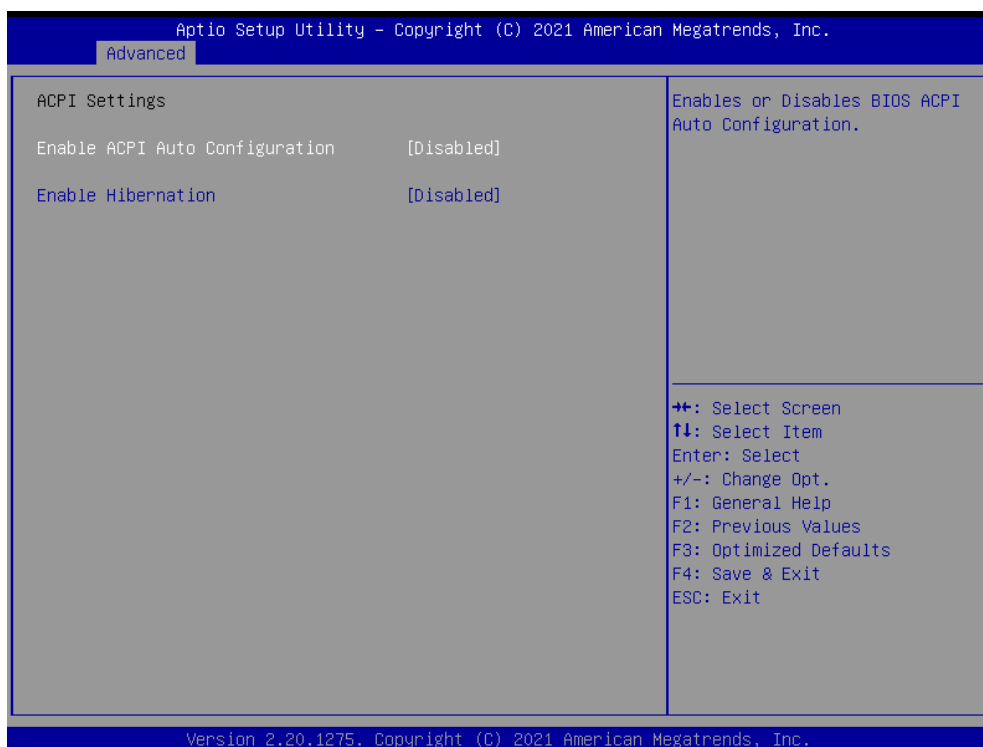 Aptio Setup Utility – Copyright (C) 2021 American Megatrends, Inc.
Advanced
ACPI Settings
Enable ACPI Auto Configuration [Disabled]
Enable Hibernation [Disabled]
Enables or Disables BIOS ACPI
Auto Configuration.
→←: Select Screen
↑↓: Select Item
Enter: Select
+/-: Change Opt.
F1: General Help
F2: Previous Values
F3: Optimized Defaults
F4: Save & Exit
ESC: Exit
Version 2.20.1275. Copyright (C) 2021 American Megatrends, Inc.